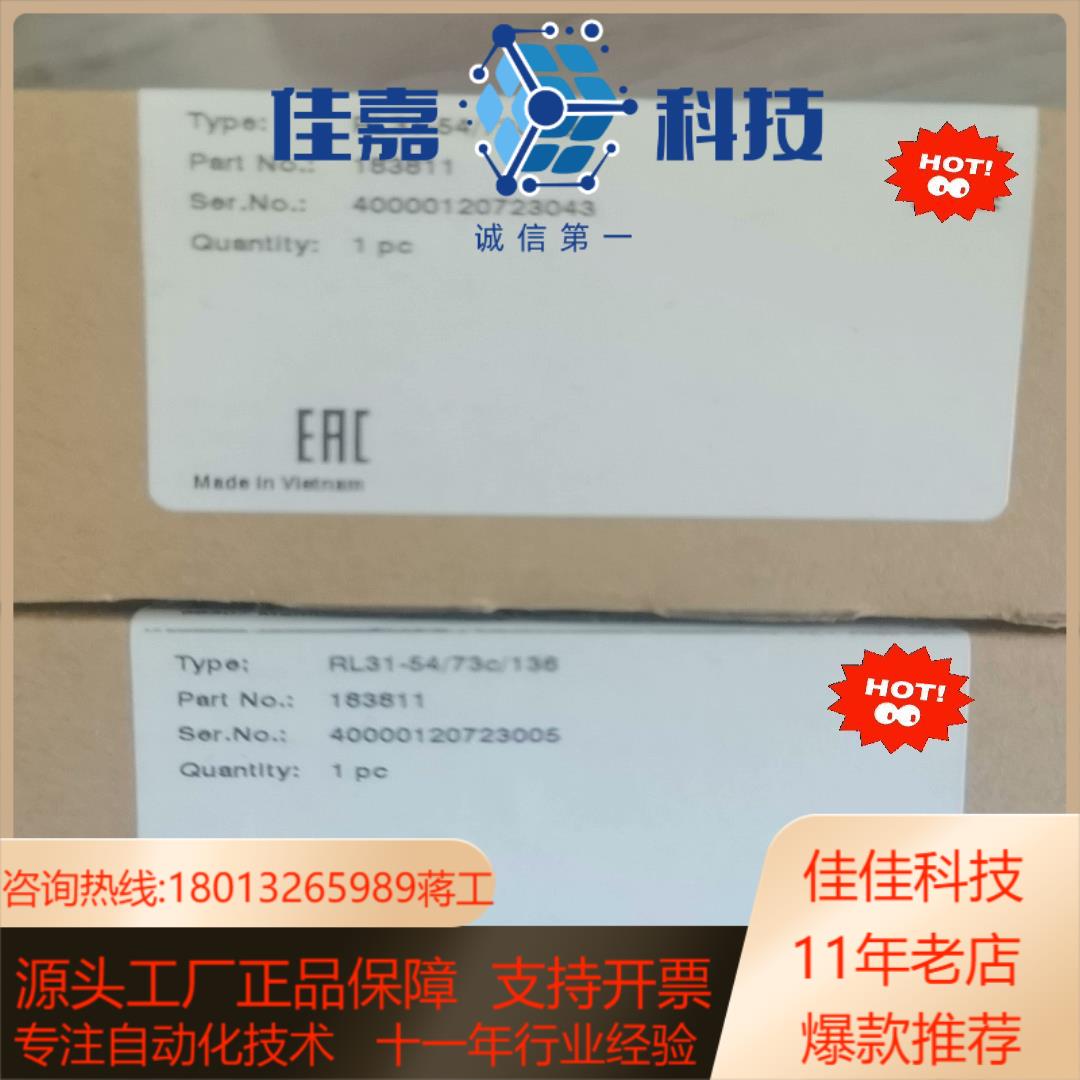 佳嘉科技
诚信第一
Type:
Part No.: 183811
HOT!
Ser.No.: 40000120723043
Quantity: 1 pc
EAC
Made in Vietnam
Type: RL31-54/73c/136
Part No.: 183811
HOT!
Ser.No.: 40000120723005
Quantity: 1 pc
咨询热线:18013265989蒋工
佳佳科技
11年老店
爆款推荐
源头工厂正品保障 支持开票
专注自动化技术 十一年行业经验